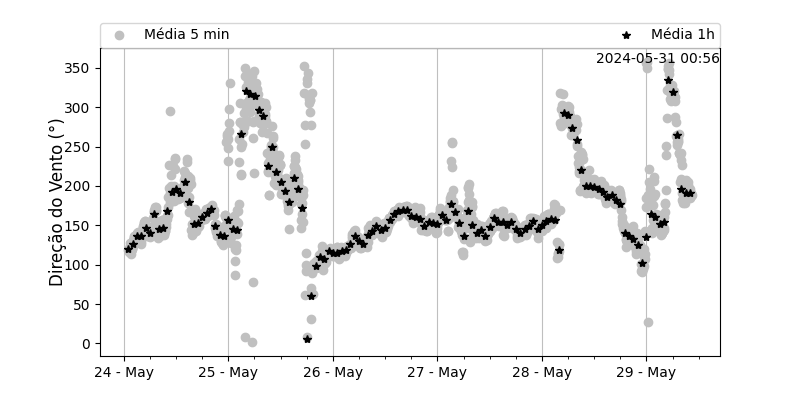 Média 5 min
Média 1h
2024-05-31 00:56
Direção do Vento (°)
350
300
250
200
150
100
50
0
24 - May
25 - May
26 - May
27 - May
28 - May
29 - May